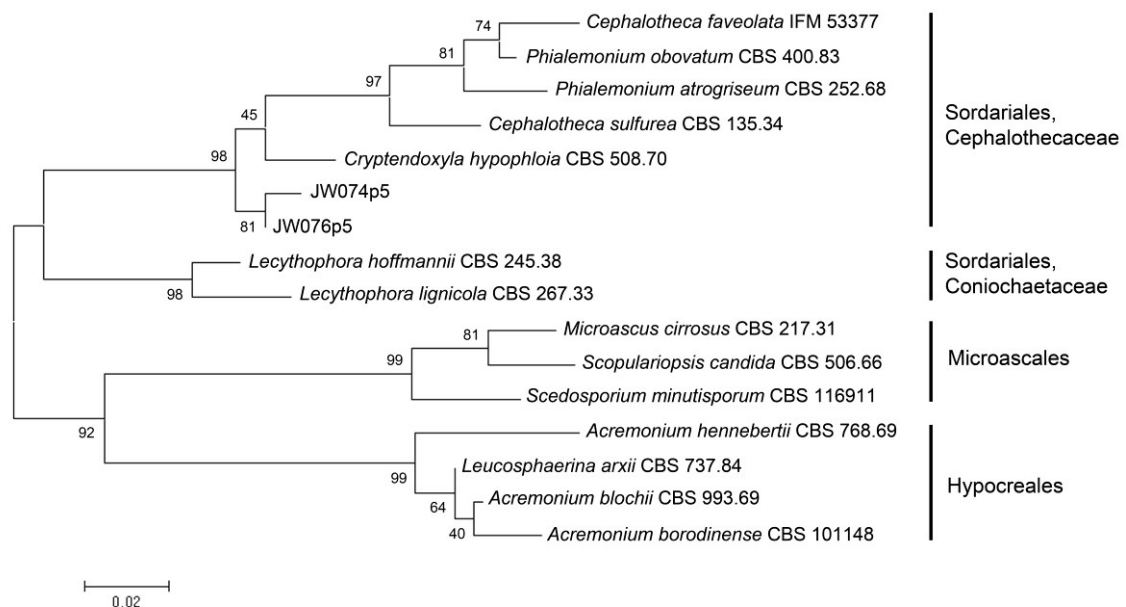 74
Cephalotheca faveolata IFM 53377
81
Phialemonium obovatum CBS 400.83
97
Phialemonium atrogriseum CBS 252.68
45
Cephalotheca sulfurea CBS 135.34
98
Cryptendoxyla hypophloia CBS 508.70
JW074p5
81
JW076p5
Sordariales,
Cephalothecaceae
Lecythophora hoffmannii CBS 245.38
98
Lecythophora lignicola CBS 267.33
Sordariales,
Coniochaetaceae
81
Microascus cirrosus CBS 217.31
99
Scopulariopsis candida CBS 506.66
Scedosporium minutisporum CBS 116911
Microascales
92
Acremonium hennebertii CBS 768.69
99
Leucosphaerina arxii CBS 737.84
64
Acremonium blochii CBS 993.69
40
Acremonium borodinense CBS 101148
Hypocreales
0.02